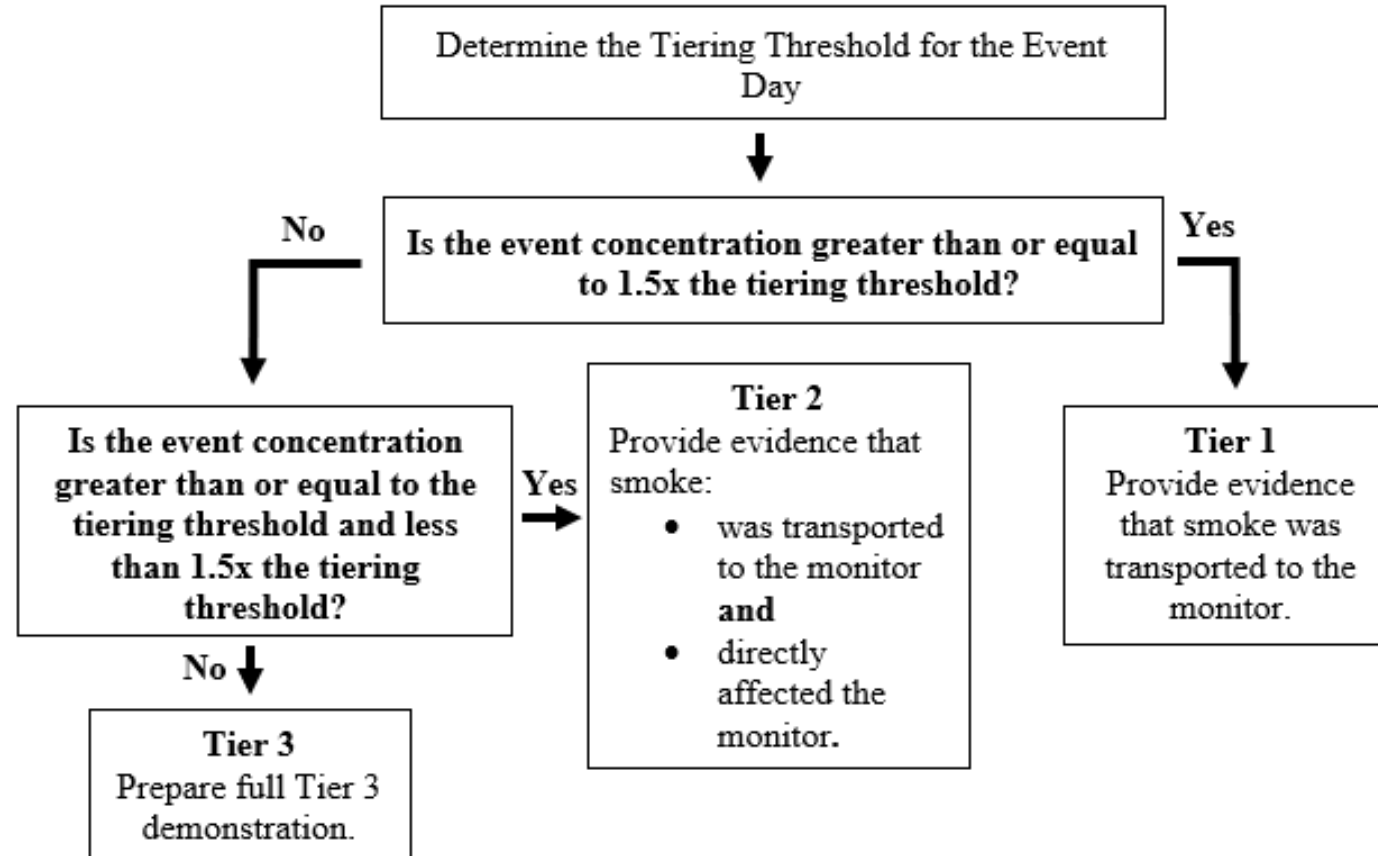 Determine the Tiering Threshold for the Event
Day
No
Is the event concentration greater than or equal
to 1.5x the tiering threshold?
Yes
Is the event concentration
greater than or equal to the
tiering threshold and less
than 1.5x the tiering
threshold?
Yes
Tier 2
Provide evidence that
smoke:
• was transported
to the monitor
and
• directly
affected the
monitor.
Tier 1
Provide evidence
that smoke was
transported to the
monitor.
No
Tier 3
Prepare full Tier 3
demonstration.